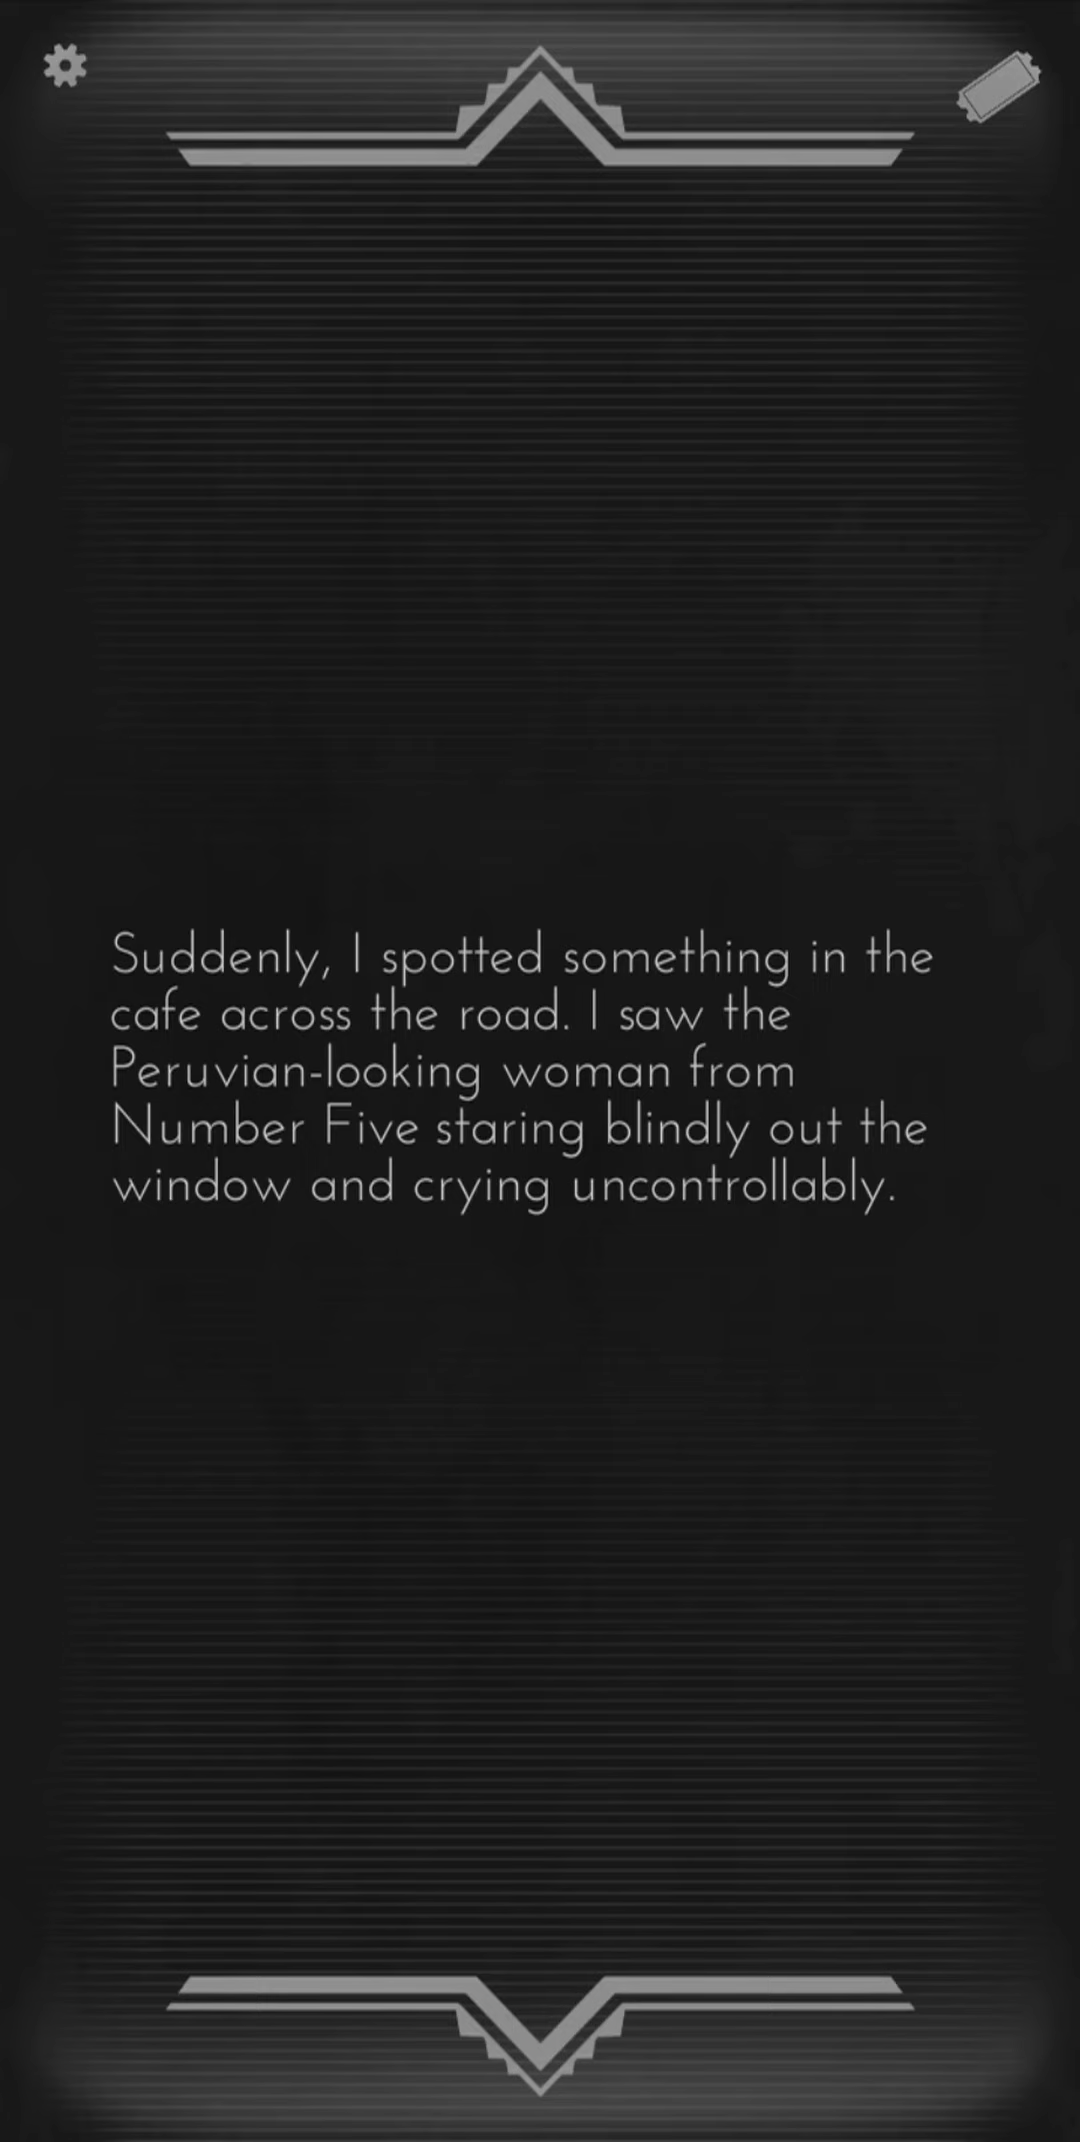 Suddenly, I spotted something in the
cafe across the road. I saw the
Peruvian-looking woman from
Number Five staring blindly out the
window and crying uncontrollably.